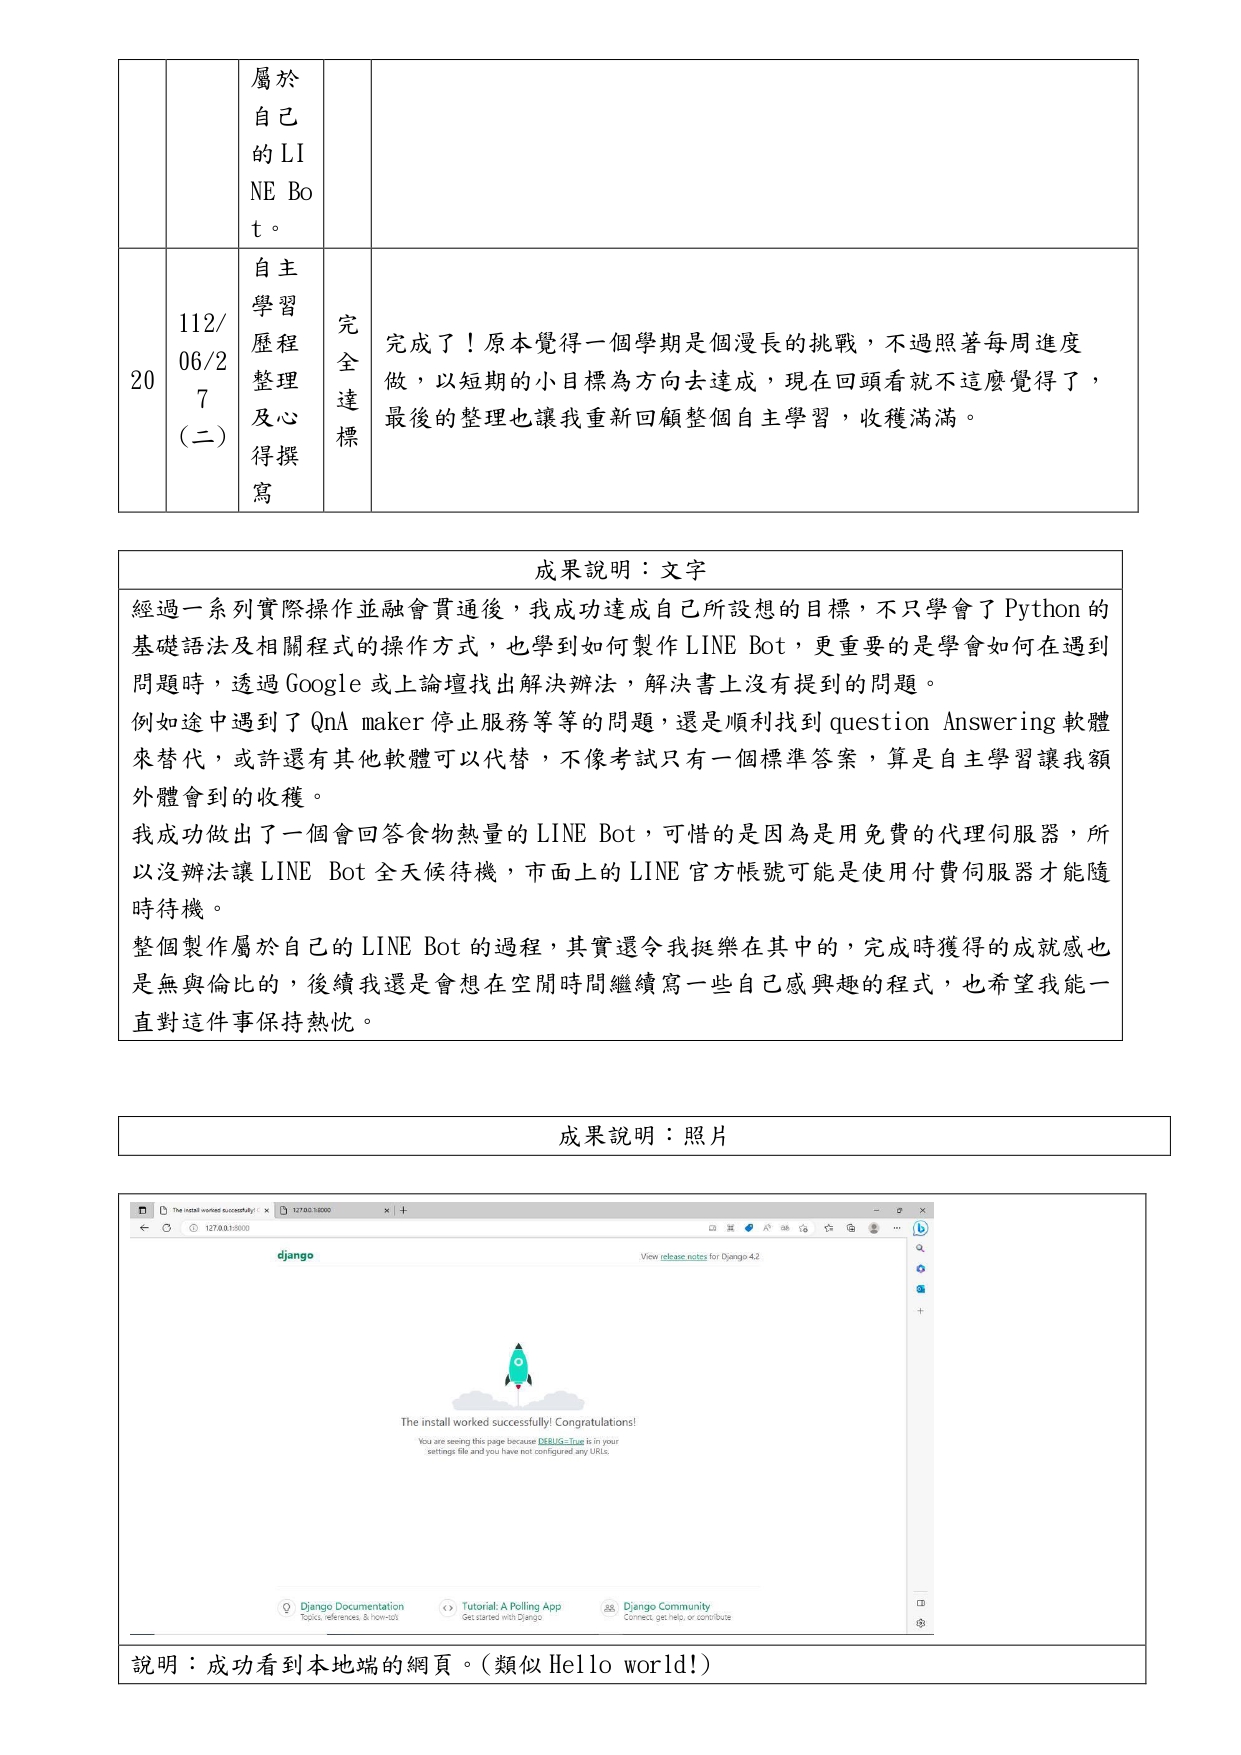 屬於
自己
的LI
NE Bo
t。
20
112/
06/2
7
(二)
自主
學習
歷程
整理
及心
得撰
寫
完
全
達
標
完成了！原本覺得一個學期是個漫長的挑戰，不過照著每周進度
做，以短期的小目標為方向去達成，現在回頭看就不這麼覺得了，
最後的整理也讓我重新回顧整個自主學習，收穫滿滿。
成果說明：文字
經過一系列實際操作並融會貫通後，我成功達成自己所設想的目標，不只學會了Python的
基礎語法及相關程式的操作方式，也學到如何製作LINE Bot，更重要的是學會如何在遇到
問題時，透過Google或上論壇找出解決辦法，解決書上沒有提到的問題。
例如途中遇到了QnA maker停止服務等等的問題，還是順利找到question Answering軟體
來替代，或許還有其他軟體可以代替，不像考試只有一個標準答案，算是自主學習讓我額
外體會到的收穫。
我成功做出了一個會回答食物熱量的LINE Bot，可惜的是因為是用免費的代理伺服器，所
以沒辦法讓LINE Bot全天候待機，市面上的LINE官方帳號可能是使用付費伺服器才能隨
時待機。
整個製作屬於自己的LINE Bot的過程，其實還令我挺樂在其中的，完成時獲得的成就感也
是無與倫比的，後續我還是會想在空閒時間繼續寫一些自己感興趣的程式，也希望我能一
直對這件事保持熱忱。
成果說明：照片
The install worked successfully! C
127.0.0.1:8000
127.0.0.1:8000
django
View release notes for Django 4.2
The install worked successfully! Congratulations!
You are seeing this page because DEBUG=True is in your
settings file and you have not configured any URLs.
Django Documentation
Topics, references, & how-to's
Tutorial: A Polling App
Get started with Django
Django Community
Connect, get help, or contribute
說明：成功看到本地端的網頁。(類似Hello world!)